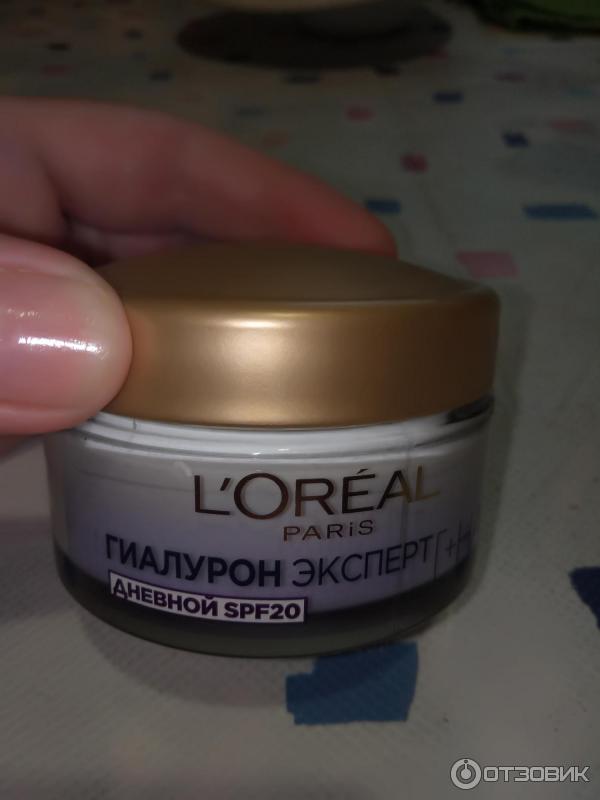 L'ORÉAL
PARIS
ГИАЛУРОН ЭКСПЕРТ
ДНЕВНОЙ SPF20
ОТЗОВИК